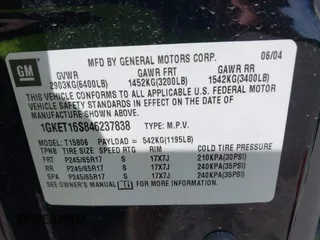 GM
MFD BY GENERAL MOTORS CORP. 06/04
GVWR GAWR FRT GAWR RR
2903KG(6400LB) 1452KG(3200LB) 1542KG(3400LB)
THIS VEHICLE CONFORMS TO ALL APPLICABLE U.S. FEDERAL
MOTOR VEHICLE SAFETY STANDARDS IN EFFECT ON THE DATE OF
MANUFACTURE SHOWN ABOVE.
1GKET16S846237838 TYPE: M.P.V.
MODEL: T15806 PAYLOAD = 542KG(1195LB)
TPNB TIRE SIZE SPEED RTG RIM COLD TIRE PRESSURE
FRT P245/65R17 S 17X7J 210KPA(30PSI)
RR P245/65R17 S 17X7J 240KPA(35PSI)
SPA P245/65R17 S 17X7J 240KPA(35PSI)
SEE OWNER'S MANUAL FOR ADDITIONAL INFORMATION.